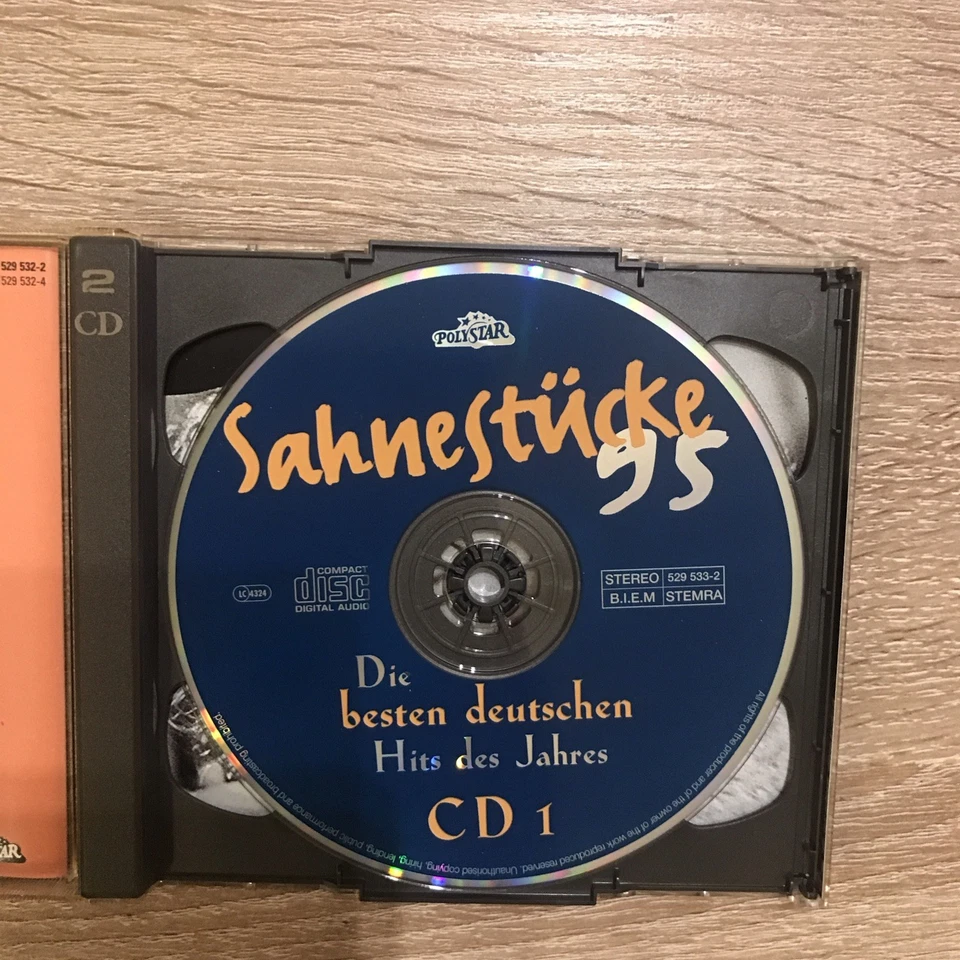 529 532-2
529 532-4
2
CD
POLYSTAR
Sahnestücke
95
LC 4324
COMPACT
disc
DIGITAL AUDIO
STEREO 529 533-2
B.I.E.M STEMRA
Die
besten deutschen
Hits des Jahres
CD 1
All rights of the producer and of the owner of the work reproduced reserved. Unauthorised copying, hiring, lending, public performance and broadcasting prohibited.
AR